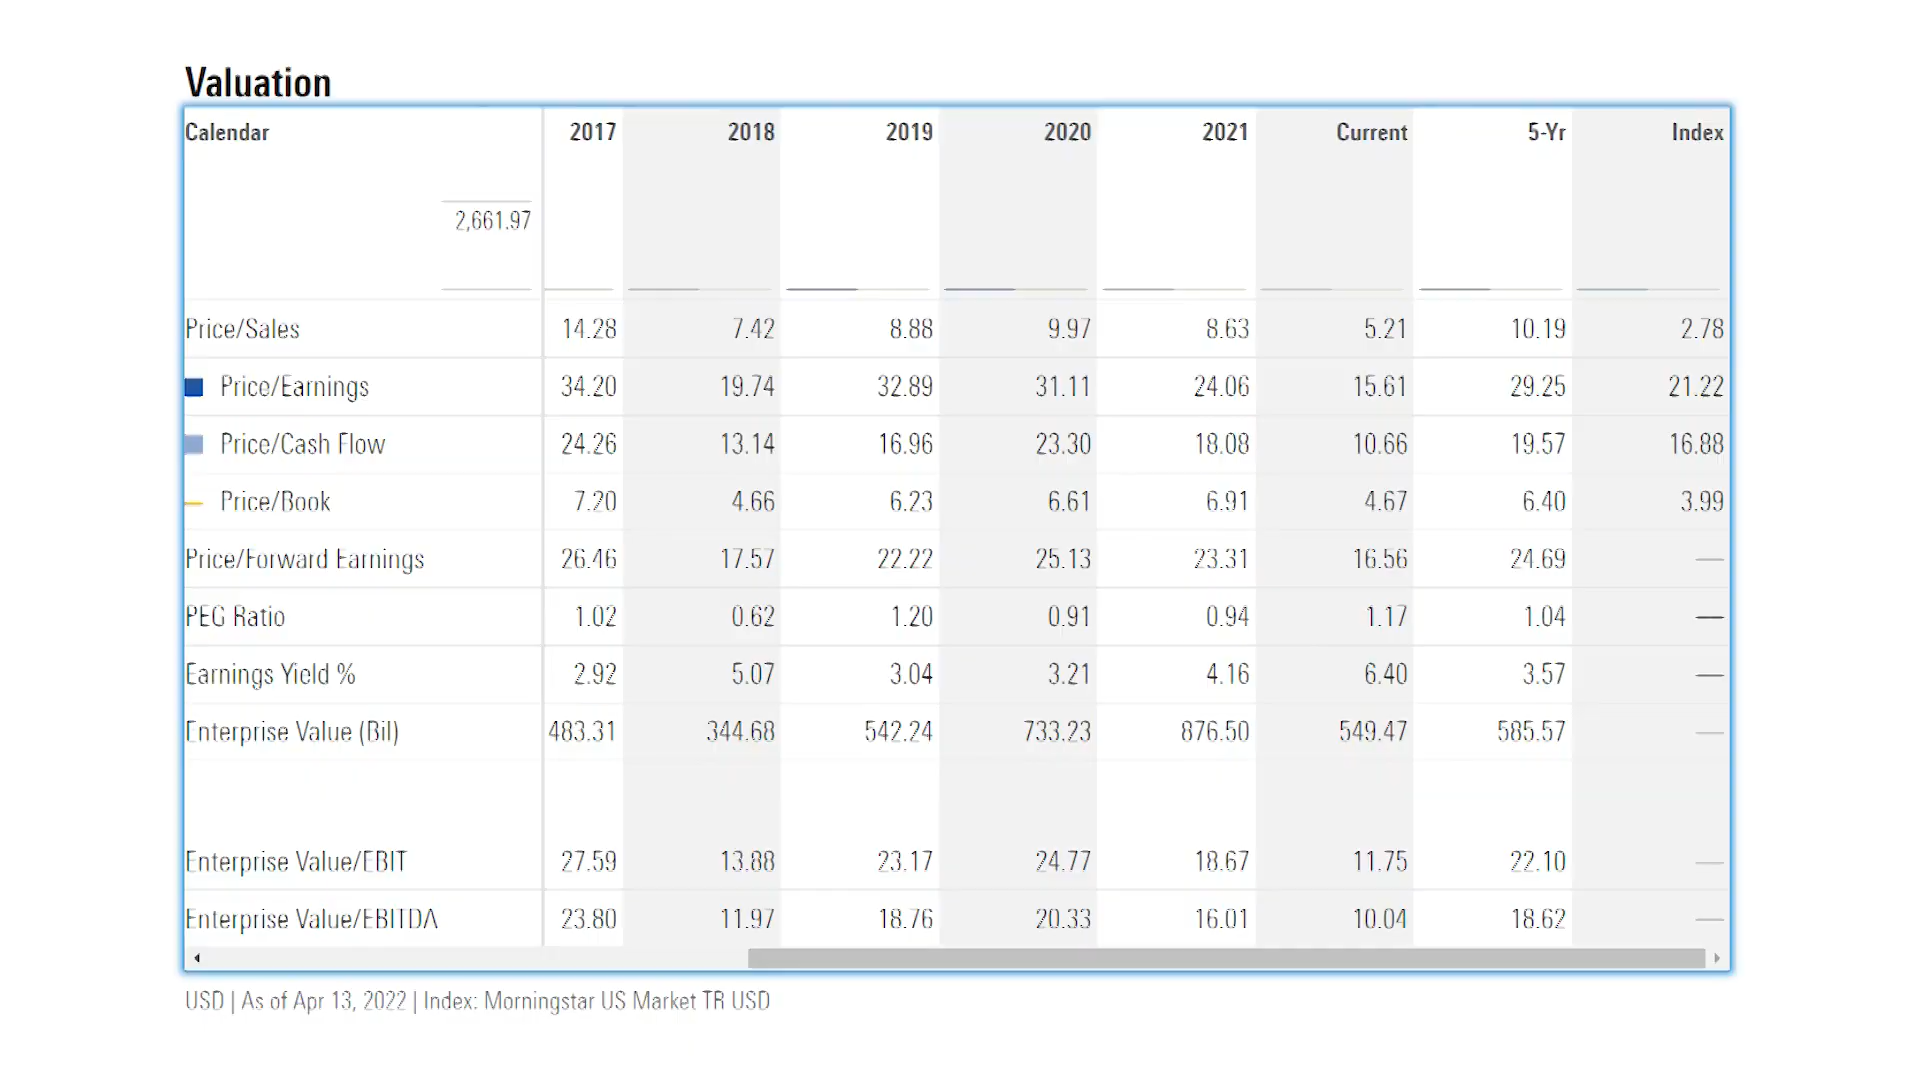 Valuation
Calendar 2017 2018 2019 2020 2021 Current 5-Yr Index
2,661.97
Price/Sales 14.28 7.42 8.88 9.97 8.63 5.21 10.19 2.78
Price/Earnings 34.20 19.74 32.89 31.11 24.06 15.61 29.25 21.22
Price/Cash Flow 24.26 13.14 16.96 23.30 18.08 10.66 19.57 16.88
Price/Book 7.20 4.66 6.23 6.61 6.91 4.67 6.40 3.99
Price/Forward Earnings 26.46 17.57 22.22 25.13 23.31 16.56 24.69 —
PEG Ratio 1.02 0.62 1.20 0.91 0.94 1.17 1.04 —
Earnings Yield % 2.92 5.07 3.04 3.21 4.16 6.40 3.57 —
Enterprise Value (Bil) 483.31 344.68 542.24 733.23 876.50 549.47 585.57 —
Enterprise Value/EBIT 27.59 13.88 23.17 24.77 18.67 11.75 22.10 —
Enterprise Value/EBITDA 23.80 11.97 18.76 20.33 16.01 10.04 18.62 —
USD | As of Apr 13, 2022 | Index: Morningstar US Market TR USD